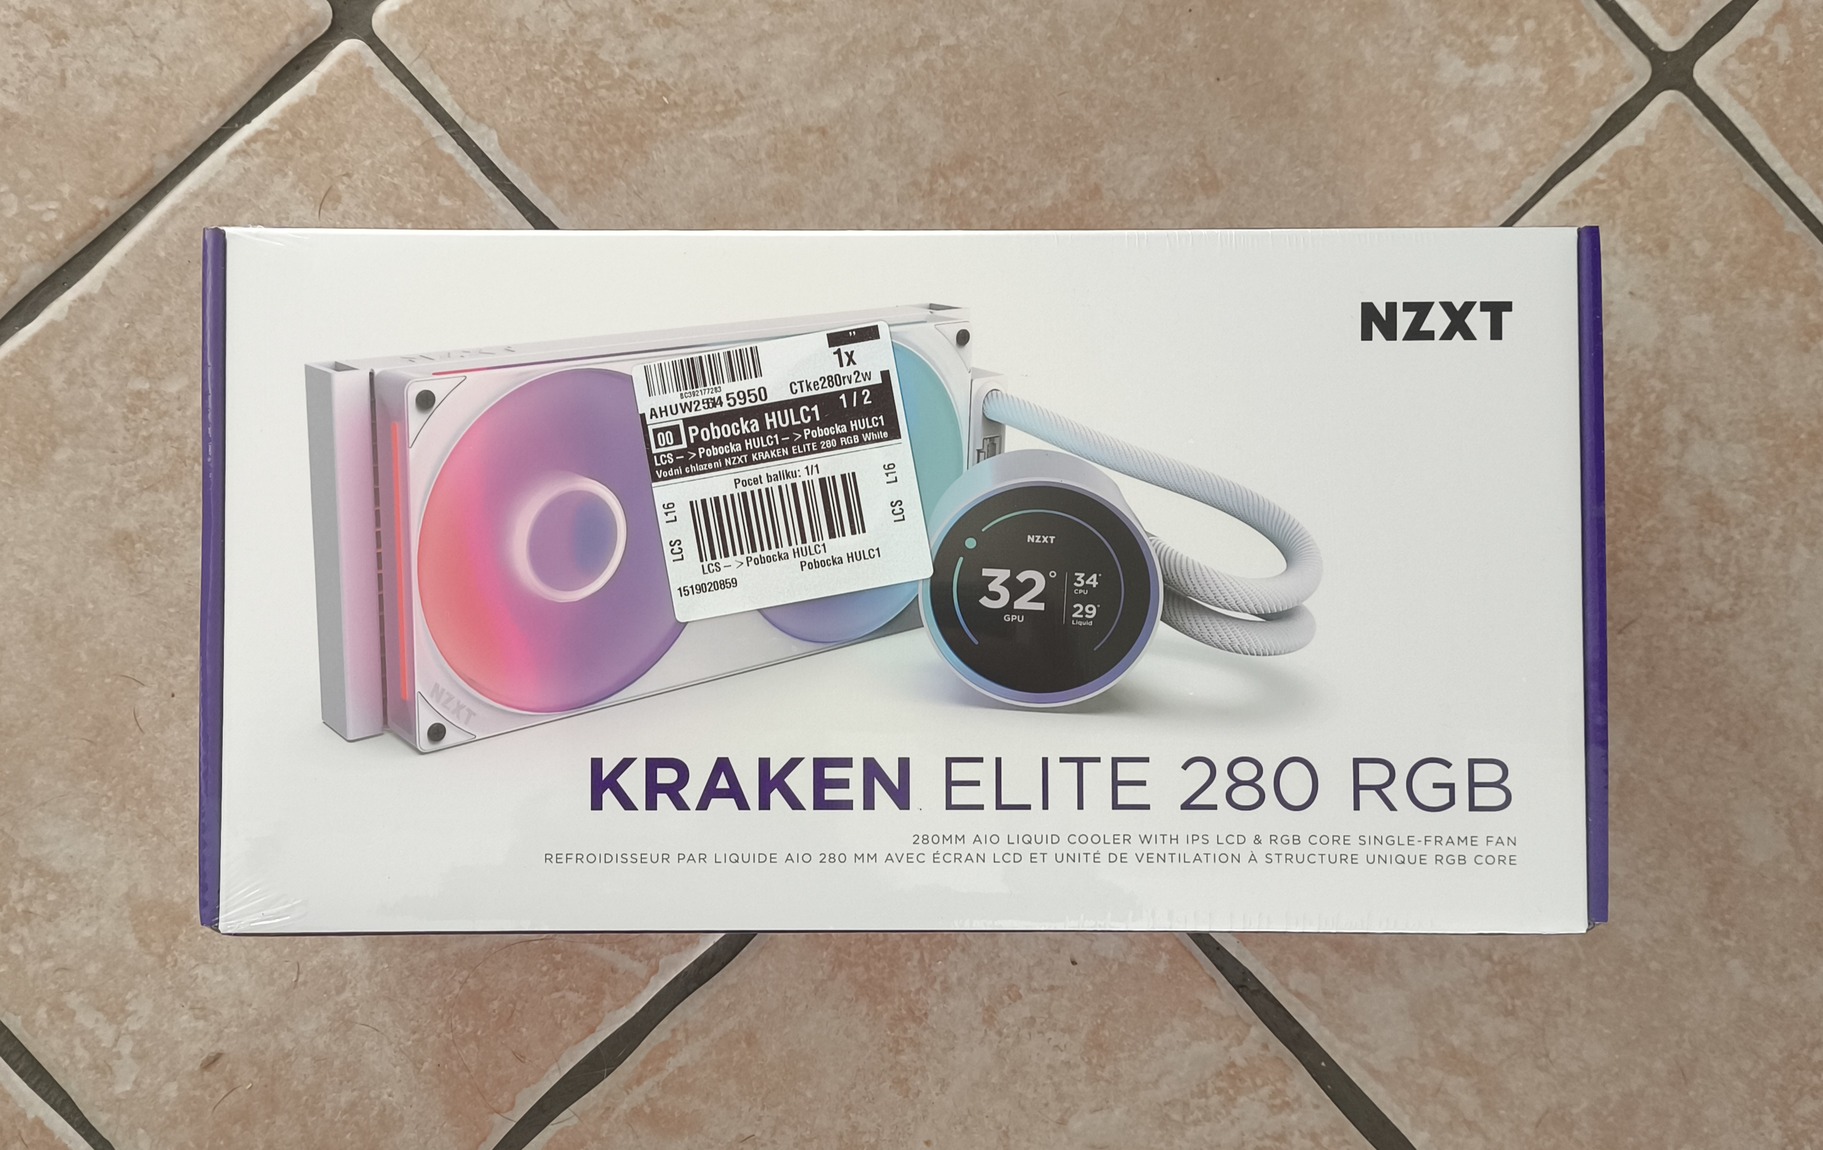 NZXT
NZXT
BC392177283
1x
AHUW25 5950
CTke280rv2w
00 Pobocka HULC1 1 / 2
LCS- >Pobocka HULC1- >Pobocka HULC1
Vodni chlazeni NZXT KRAKEN ELITE 280 RGB White
Pocet baliku: 1/1
LCS L16
LCS L16
LCS- >Pobocka HULC1
Pobocka HULC1
1519020859
NZXT
32°
GPU
34°
CPU
29°
Liquid
NZXT
KRAKEN ELITE 280 RGB
280MM AIO LIQUID COOLER WITH IPS LCD & RGB CORE SINGLE-FRAME FAN
REFROIDISSEUR PAR LIQUIDE AIO 280 MM AVEC ÉCRAN LCD ET UNITÉ DE VENTILATION À STRUCTURE UNIQUE RGB CORE